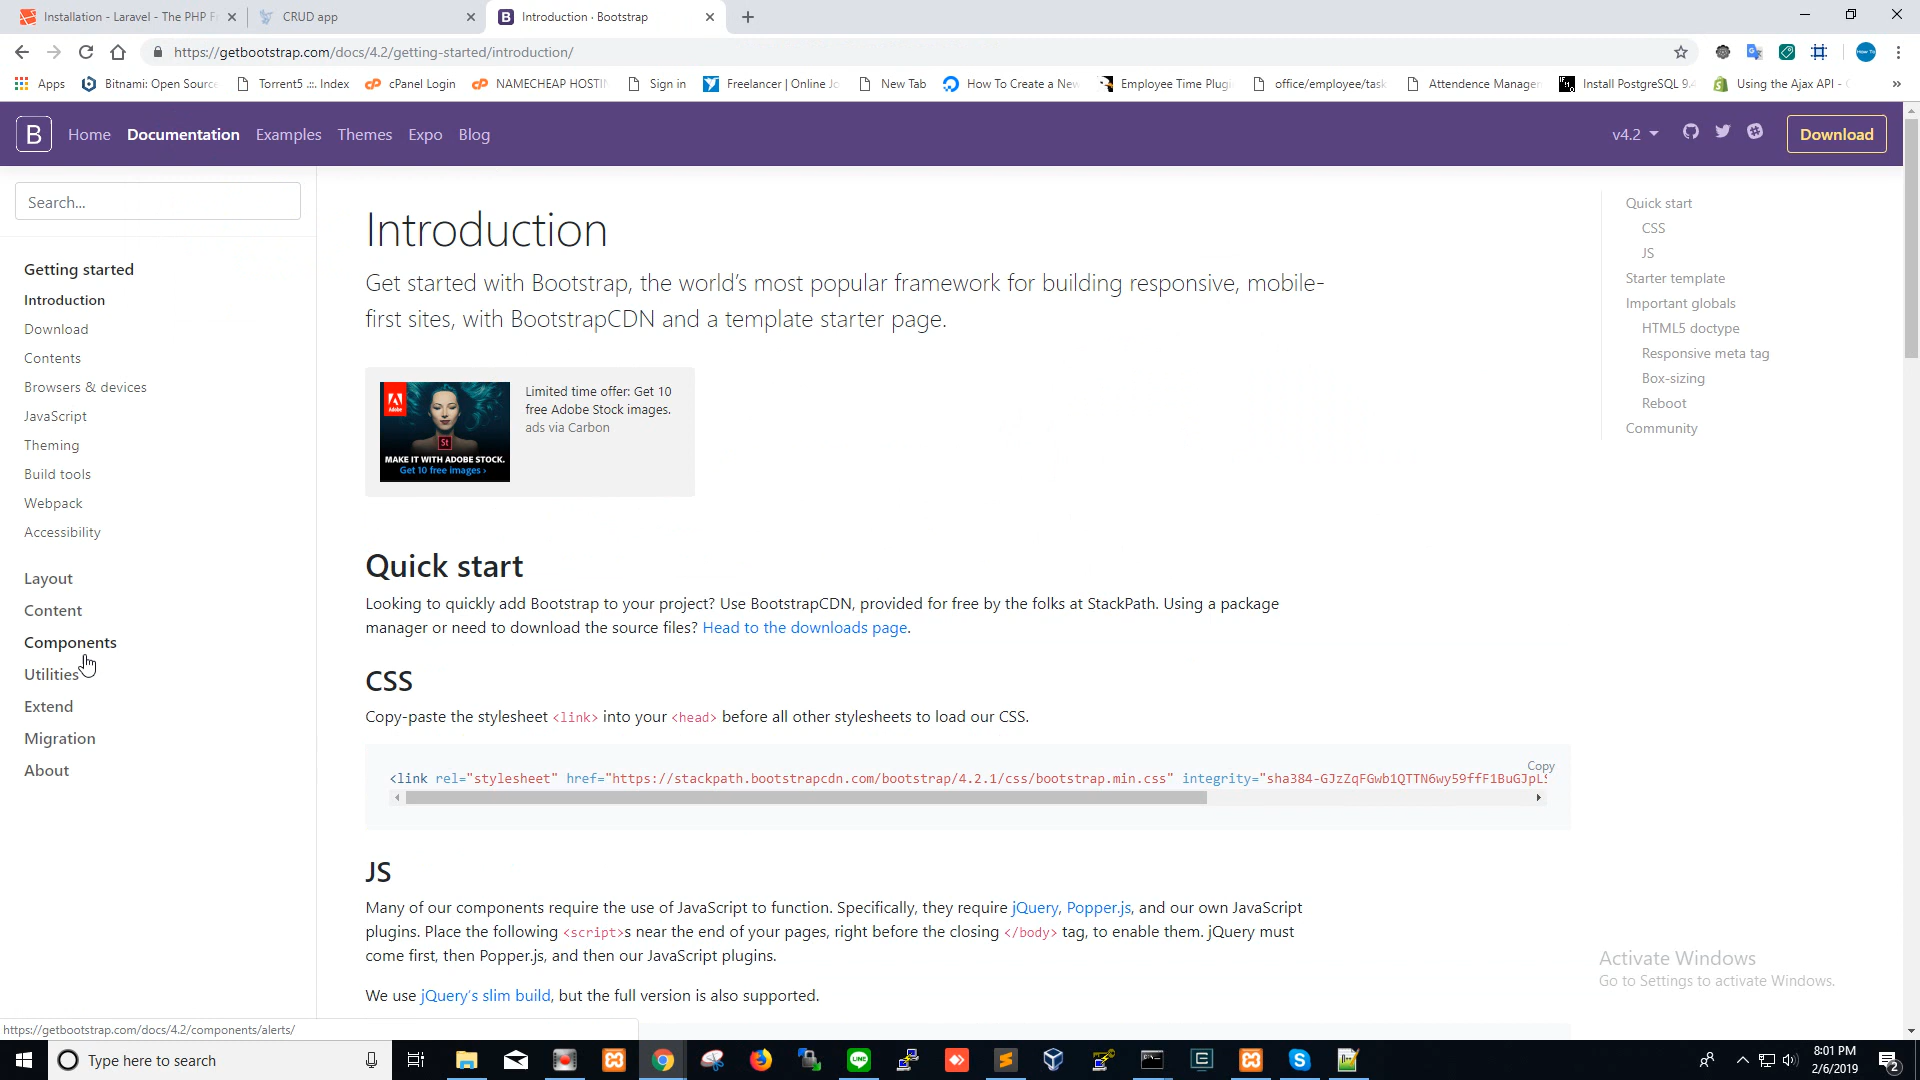 Installation - Laravel - The PHP F
CRUD app
Introduction · Bootstrap
https://getbootstrap.com/docs/4.2/getting-started/introduction/
Apps
Bitnami: Open Source
Torrent5 .::. Index
cPanel Login
NAMECHEAP HOSTIN
Sign in
Freelancer | Online Jo
New Tab
How To Create a New
Employee Time Plugi
office/employee/task
Attendence Manager
Install PostgreSQL 9.4
Using the Ajax API -
»
B
Home
Documentation
Examples
Themes
Expo
Blog
v4.2
Download
Search...
Getting started
Introduction
Download
Contents
Browsers & devices
JavaScript
Theming
Build tools
Webpack
Accessibility
Layout
Content
Components
Utilities
Extend
Migration
About
Introduction
Get started with Bootstrap, the world's most popular framework for building responsive, mobile-
first sites, with BootstrapCDN and a template starter page.
Adobe
St
MAKE IT WITH ADOBE STOCK.
Get 10 free images ›
Limited time offer: Get 10
free Adobe Stock images.
ads via Carbon
Quick start
Looking to quickly add Bootstrap to your project? Use BootstrapCDN, provided for free by the folks at StackPath. Using a package
manager or need to download the source files? Head to the downloads page.
CSS
Copy-paste the stylesheet <link> into your <head> before all other stylesheets to load our CSS.
Copy
<link rel="stylesheet" href="https://stackpath.bootstrapcdn.com/bootstrap/4.2.1/css/bootstrap.min.css" integrity="sha384-GJzZqFGwb1QTTN6wy59ffF1BuGJpLS
JS
Many of our components require the use of JavaScript to function. Specifically, they require jQuery, Popper.js, and our own JavaScript
plugins. Place the following <script>s near the end of your pages, right before the closing </body> tag, to enable them. jQuery must
come first, then Popper.js, and then our JavaScript plugins.
We use jQuery's slim build, but the full version is also supported.
Quick start
CSS
JS
Starter template
Important globals
HTML5 doctype
Responsive meta tag
Box-sizing
Reboot
Community
Activate Windows
Go to Settings to activate Windows.
https://getbootstrap.com/docs/4.2/components/alerts/
Type here to search
8:01 PM
2/6/2019
2